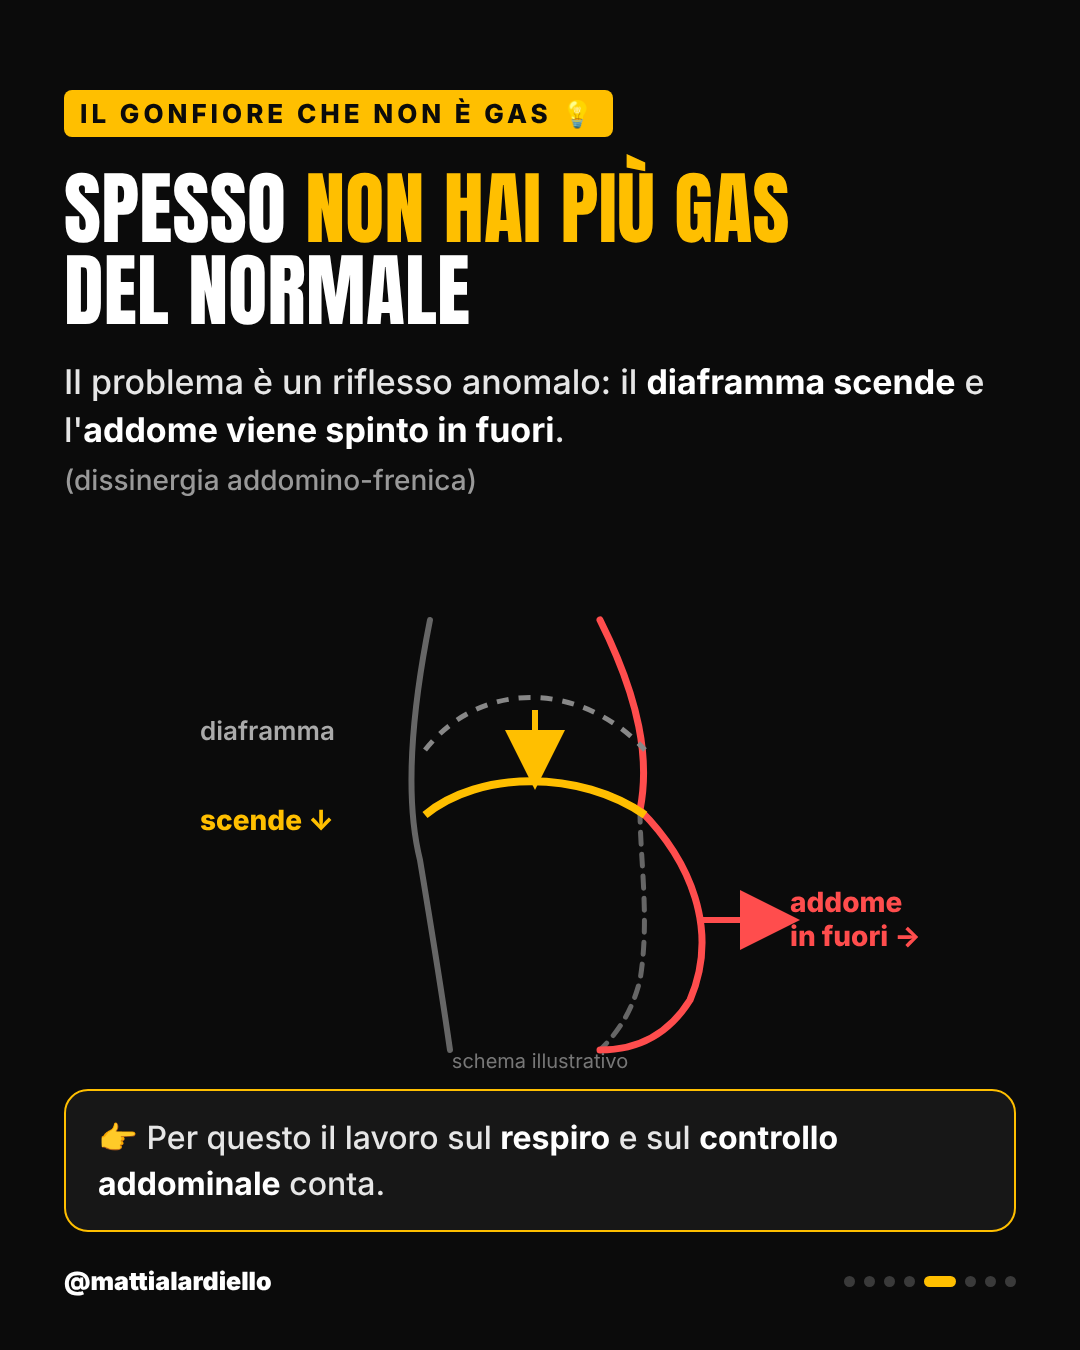 IL GONFIORE CHE NON È GAS 💡
SPESSO NON HAI PIÙ GAS
DEL NORMALE
Il problema è un riflesso anomalo: il diaframma scende e
l'addome viene spinto in fuori.
(dissinergia addomino-frenica)
diaframma
scende ↓
addome
in fuori →
schema illustrativo
👉 Per questo il lavoro sul respiro e sul controllo
addominale conta.
@mattialardiello